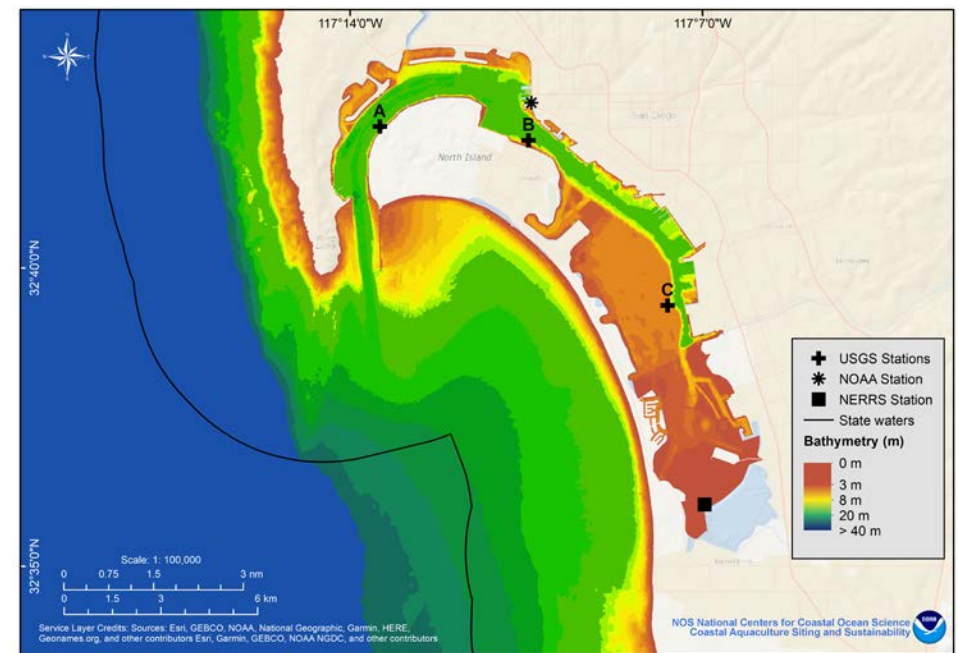 117°14'0"W
117°7'0"W
A
B
San Diego
North Island
C
32°40'0"N
USGS Stations
NOAA Station
NERRS Station
State waters
Bathymetry (m)
0 m
3 m
8 m
20 m
> 40 m
32°35'0"N
Scale: 1: 100,000
0 0.75 1.5 3 nm
0 1.5 3 6 km
Service Layer Credits: Sources: Esri, GEBCO, NOAA, National Geographic, Garmin, HERE,
Geonames.org, and other contributors Esri, Garmin, GEBCO, NOAA NGDC, and other contributors
NOS National Centers for Coastal Ocean Science
Coastal Aquaculture Siting and Sustainability
NOAA